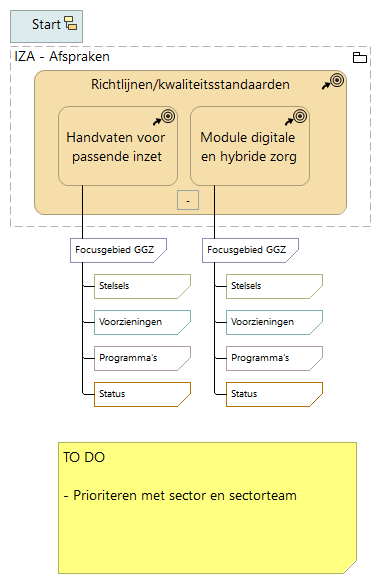 Start
IZA - Afspraken
Richtlijnen/kwaliteitsstandaarden
Handvaten voor
passende inzet
Module digitale
en hybride zorg
-
Focusgebied GGZ
Focusgebied GGZ
Stelsels
Stelsels
Voorzieningen
Voorzieningen
Programma's
Programma's
Status
Status
TO DO
- Prioriteren met sector en sectorteam